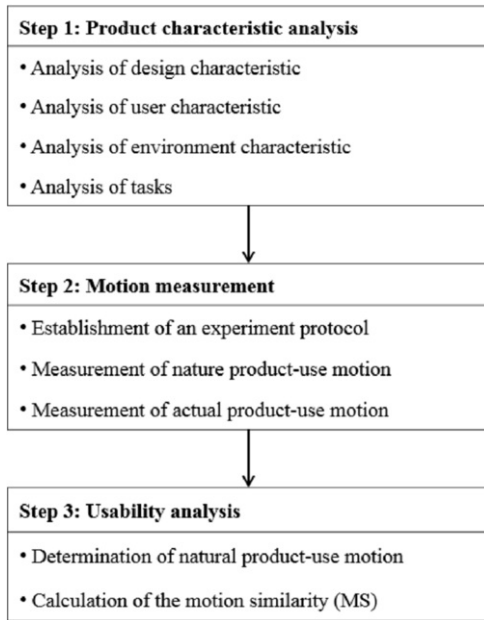 Step 1: Product characteristic analysis
• Analysis of design characteristic
• Analysis of user characteristic
• Analysis of environment characteristic
• Analysis of tasks
Step 2: Motion measurement
• Establishment of an experiment protocol
• Measurement of nature product-use motion
• Measurement of actual product-use motion
Step 3: Usability analysis
• Determination of natural product-use motion
• Calculation of the motion similarity (MS)